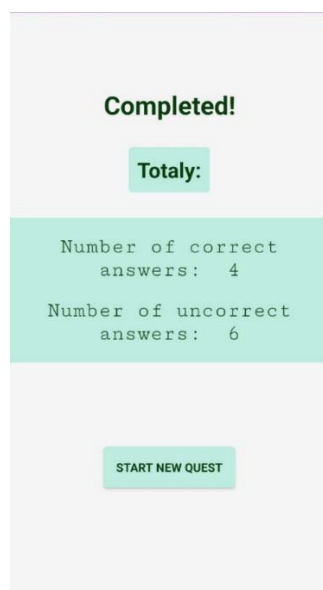 Completed!
Totaly:
Number of correct
answers: 4
Number of uncorrect
answers: 6
START NEW QUEST